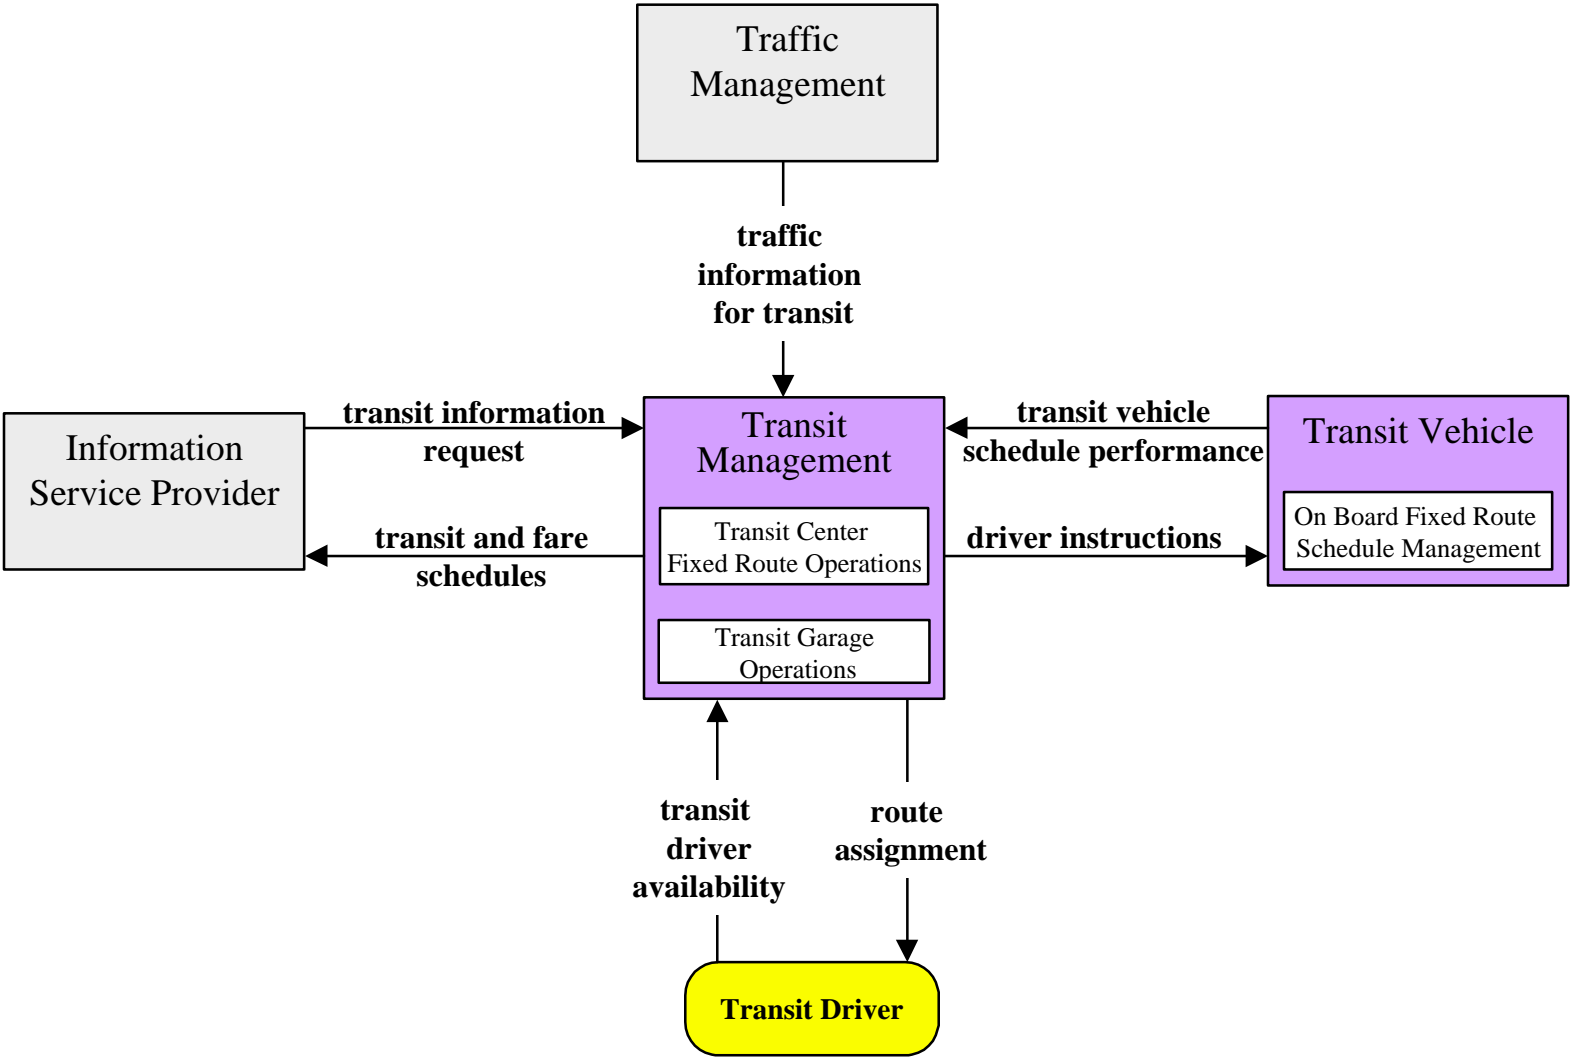 Traffic
Management
traffic
information
for transit
Information
Service Provider
transit information
request
transit and fare
schedules
Transit
Management
Transit Center
Fixed Route Operations
Transit Garage
Operations
transit vehicle
schedule performance
driver instructions
Transit Vehicle
On Board Fixed Route
Schedule Management
transit
driver
availability
route
assignment
Transit Driver